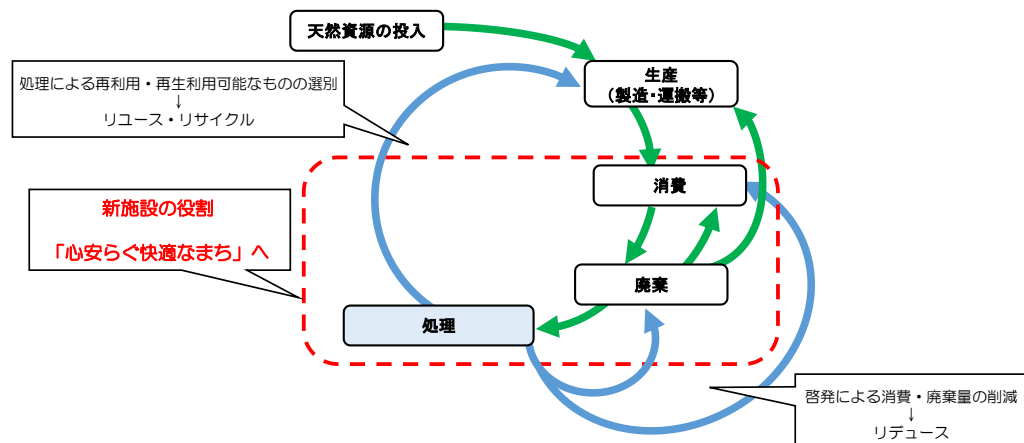 天然資源の投入
処理による再利用・再生利用可能なものの選別
↓
リユース・リサイクル
生産
（製造・運搬等）
消費
新施設の役割
「心安らぐ快適なまち」へ
廃棄
処理
啓発による消費・廃棄量の削減
↓
リデュース